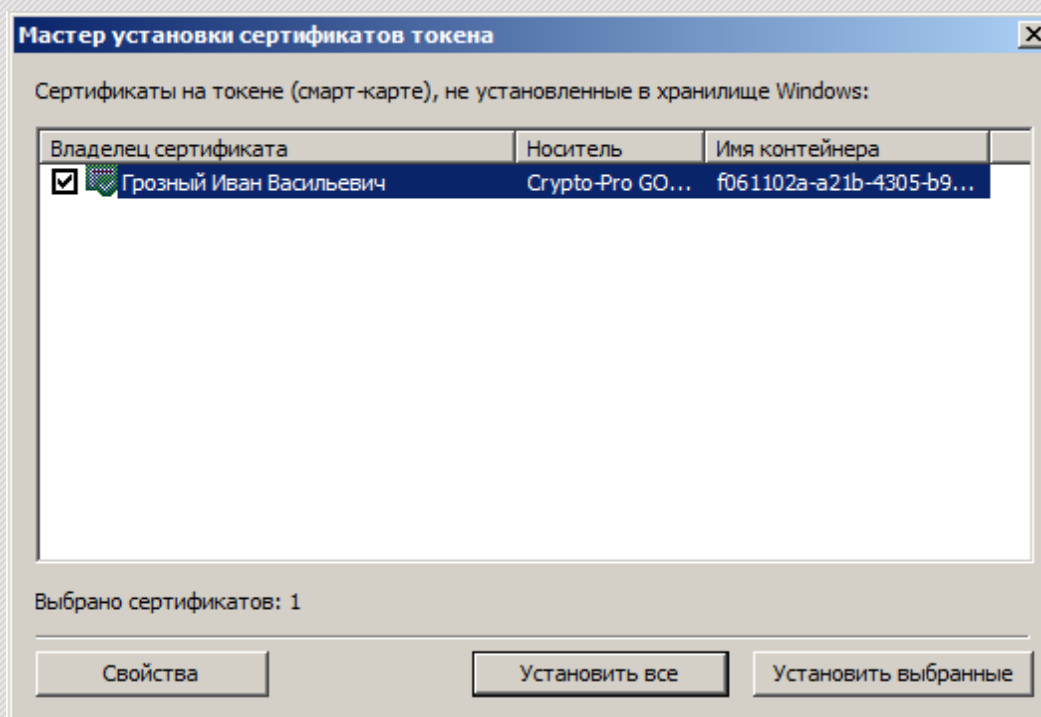 Мастер установки сертификатов токена
Сертификаты на токене (смарт-карте), не установленные в хранилище Windows:
Владелец сертификата Носитель Имя контейнера
Грозный Иван Васильевич Crypto-Pro GO... f061102a-a21b-4305-b9...
Выбрано сертификатов: 1
Свойства Установить все Установить выбранные